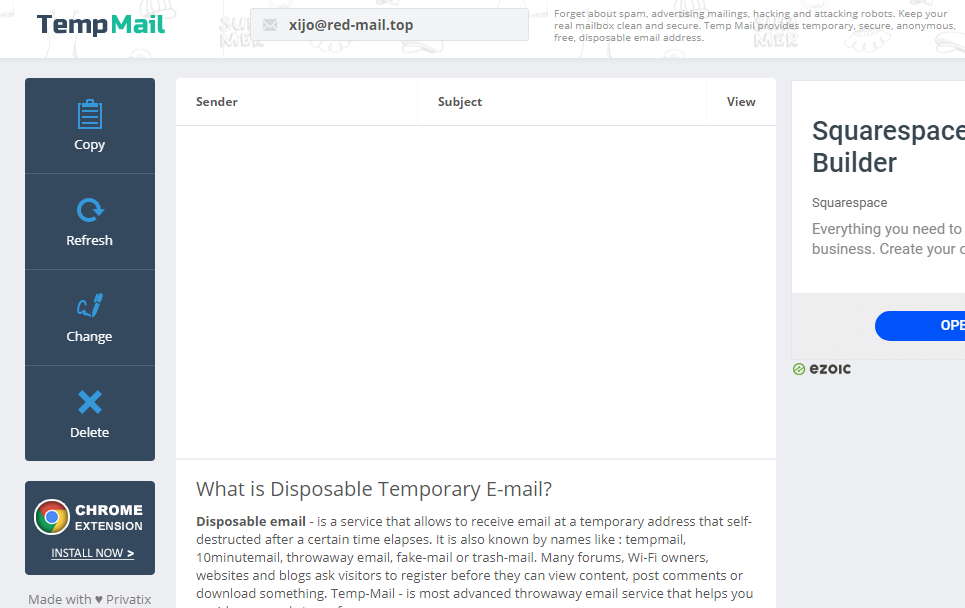 TempMail
xijo@red-mail.top
Forget about spam, advertising mailings, hacking and attacking robots. Keep your
real mailbox clean and secure. Temp Mail provides temporary, secure, anonymous,
free, disposable email address.
Copy
Refresh
Change
Delete
CHROME
EXTENSION
INSTALL NOW >
Made with ♥ Privatix
Sender
Subject
View
What is Disposable Temporary E-mail?
Disposable email - is a service that allows to receive email at a temporary address that self-
destructed after a certain time elapses. It is also known by names like : tempmail,
10minutemail, throwaway email, fake-mail or trash-mail. Many forums, Wi-Fi owners,
websites and blogs ask visitors to register before they can view content, post comments or
download something. Temp-Mail - is most advanced throwaway email service that helps you
Squarespace
Builder
Squarespace
Everything you need to
business. Create your
OPE
ezoic